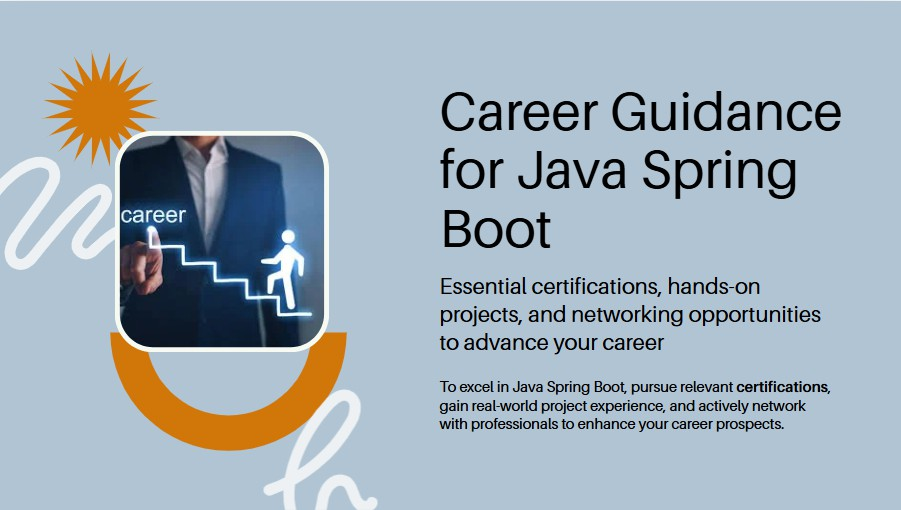 career
Career Guidance
for Java Spring
Boot
Essential certifications, hands-on
projects, and networking opportunities
to advance your career
To excel in Java Spring Boot, pursue relevant certifications,
gain real-world project experience, and actively network
with professionals to enhance your career prospects.